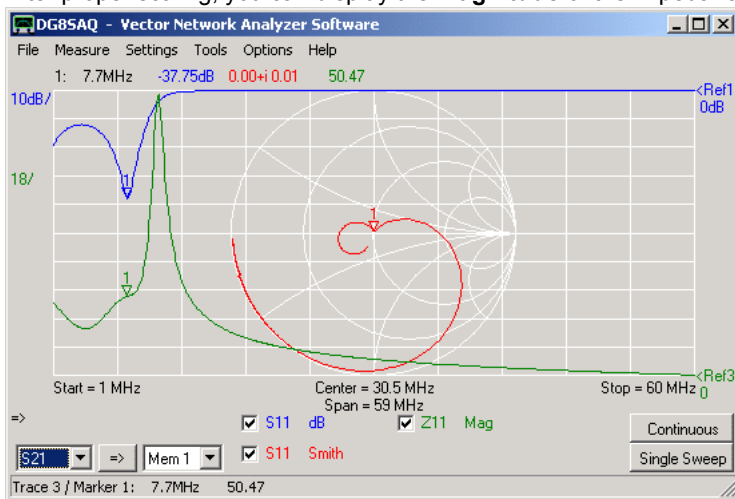 DG8SAQ - Vector Network Analyzer Software
File Measure Settings Tools Options Help
1: 7.7MHz -37.75dB 0.00+i 0.01 50.47
10dB/
<Ref1
0dB
18/
1
1
1
<Ref3
0
Start = 1 MHz Center = 30.5 MHz Stop = 60 MHz
Span = 59 MHz
=>
S11 dB Z11 Mag
Continuous
S21 => Mem 1 S11 Smith
Single Sweep
Trace 3 / Marker 1: 7.7MHz 50.47